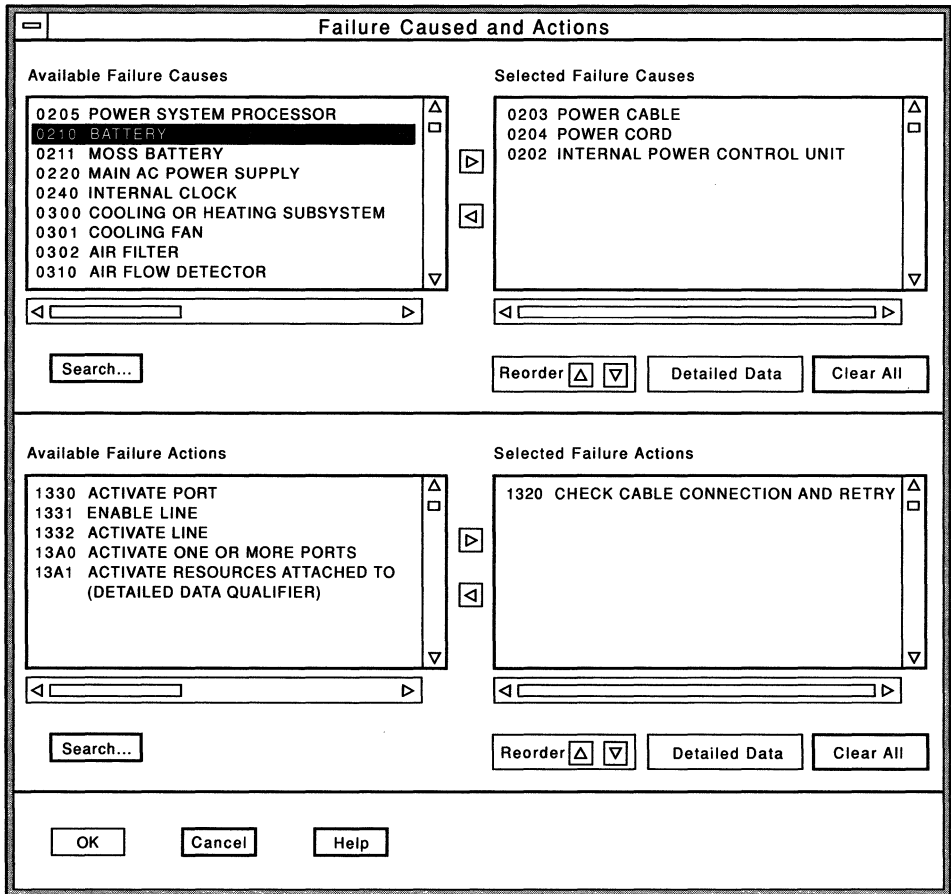 Failure Caused and Actions
Available Failure Causes
0205 POWER SYSTEM PROCESSOR
0210 BATTERY
0211 MOSS BATTERY
0220 MAIN AC POWER SUPPLY
0240 INTERNAL CLOCK
0300 COOLING OR HEATING SUBSYSTEM
0301 COOLING FAN
0302 AIR FILTER
0310 AIR FLOW DETECTOR
Search...
Selected Failure Causes
0203 POWER CABLE
0204 POWER CORD
0202 INTERNAL POWER CONTROL UNIT
Reorder
Detailed Data
Clear All
Available Failure Actions
1330 ACTIVATE PORT
1331 ENABLE LINE
1332 ACTIVATE LINE
13A0 ACTIVATE ONE OR MORE PORTS
13A1 ACTIVATE RESOURCES ATTACHED TO
(DETAILED DATA QUALIFIER)
Search...
Selected Failure Actions
1320 CHECK CABLE CONNECTION AND RETRY
Reorder
Detailed Data
Clear All
OK
Cancel
Help